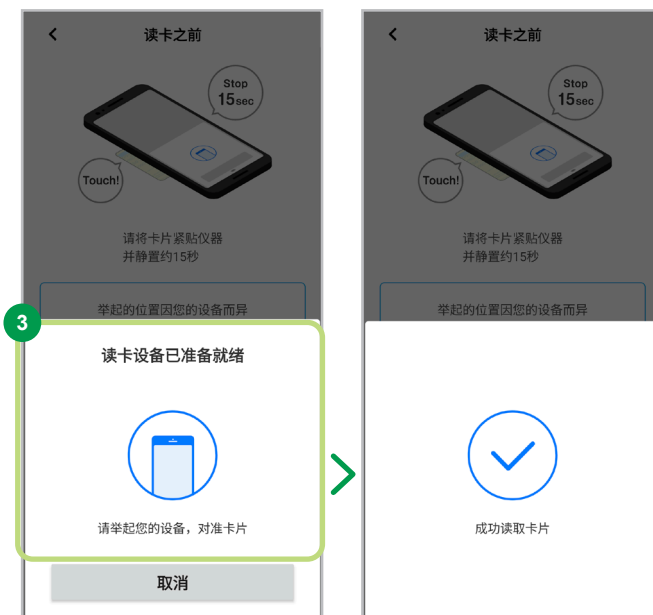 读卡之前
Stop
15sec
Touch!
请将卡片紧贴仪器
并静置约15秒
举起的位置因您的设备而异
3
读卡设备已准备就绪
请举起您的设备，对准卡片
取消
读卡之前
Stop
15sec
Touch!
请将卡片紧贴仪器
并静置约15秒
举起的位置因您的设备而异
成功读取卡片